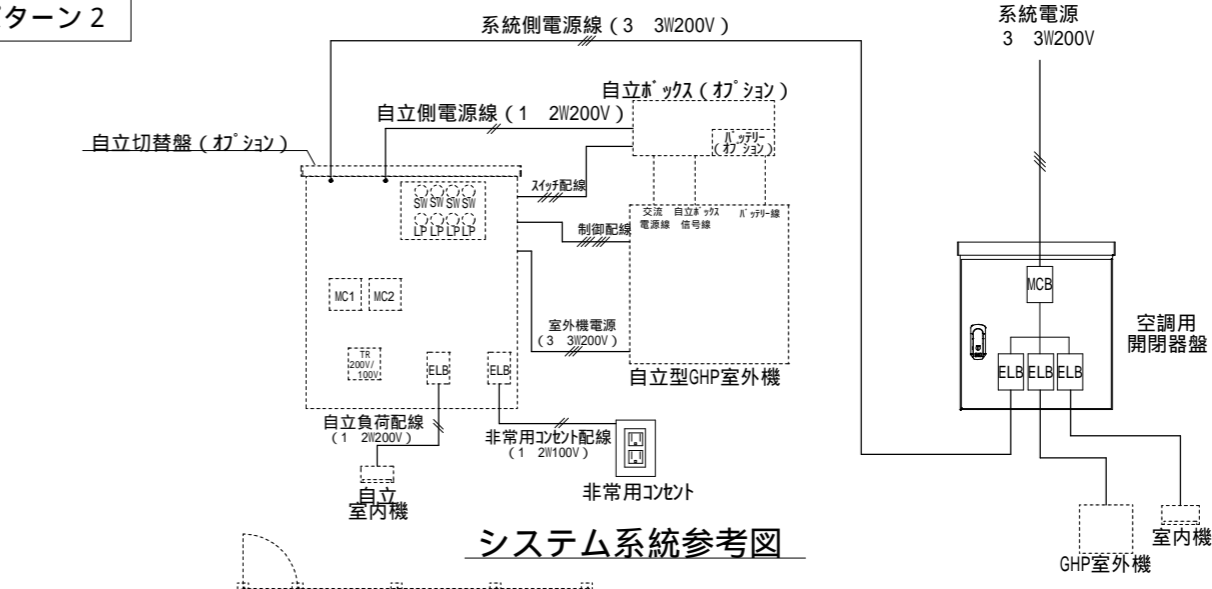 ターン２
系統側電源線（3　3W200V）
系統電源
3　3W200V
自立ﾎﾞｯｸｽ（ｵﾌﾟｼｮﾝ）
自立側電源線（1　2W200V）
ﾊﾞｯﾃﾘｰ
（ｵﾌﾟｼｮﾝ）
自立切替盤（ｵﾌﾟｼｮﾝ）
ｽｲｯﾁ配線
SW SW SW SW
LP LP LP LP
交流
電源線
自立ﾎﾞｯｸｽ
信号線
ﾊﾞｯﾃﾘｰ線
制御配線
MC1 MC2
MCB
室外機電源
（3　3W200V）
空調用
開閉器盤
TR
200V/
100V
ELB
ELB
ELB ELB ELB
自立型GHP室外機
自立負荷配線
（1　2W200V）
非常用ｺﾝｾﾝﾄ配線
（1　2W100V）
自立
室内機
非常用ｺﾝｾﾝﾄ
システム系統参考図
室内機
GHP室外機